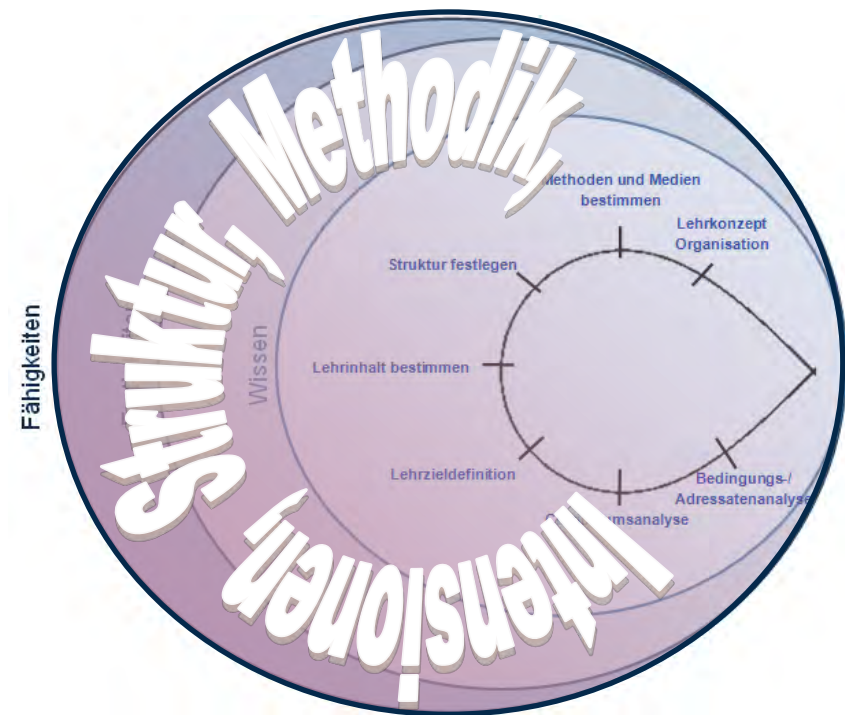 Methodik,
Struktur,
Intensionen,
Fähigkeiten
Wissen
Methoden und Medien
bestimmen
Lehrkonzept
Organisation
Struktur festlegen
Lehrinhalt bestimmen
Lehrzieldefinition
Bedingungs-/
Adressatenanalyse